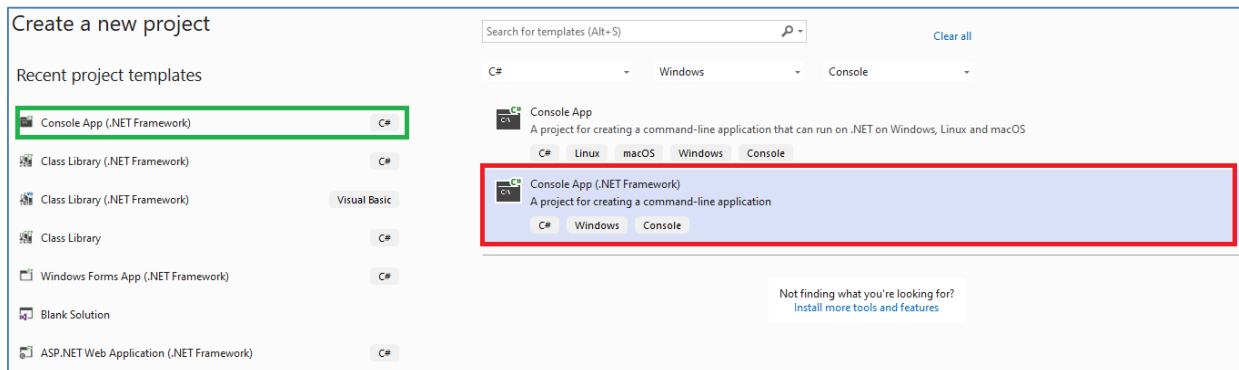 Create a new project
Recent project templates
Console App (.NET Framework) C#
Class Library (.NET Framework) C#
Class Library (.NET Framework) Visual Basic
Class Library C#
Windows Forms App (.NET Framework) C#
Blank Solution
ASP.NET Web Application (.NET Framework) C#
Search for templates (Alt+S)
Clear all
C# Windows Console
Console App
A project for creating a command-line application that can run on .NET on Windows, Linux and macOS
C# Linux macOS Windows Console
Console App (.NET Framework)
A project for creating a command-line application
C# Windows Console
Not finding what you're looking for?
Install more tools and features